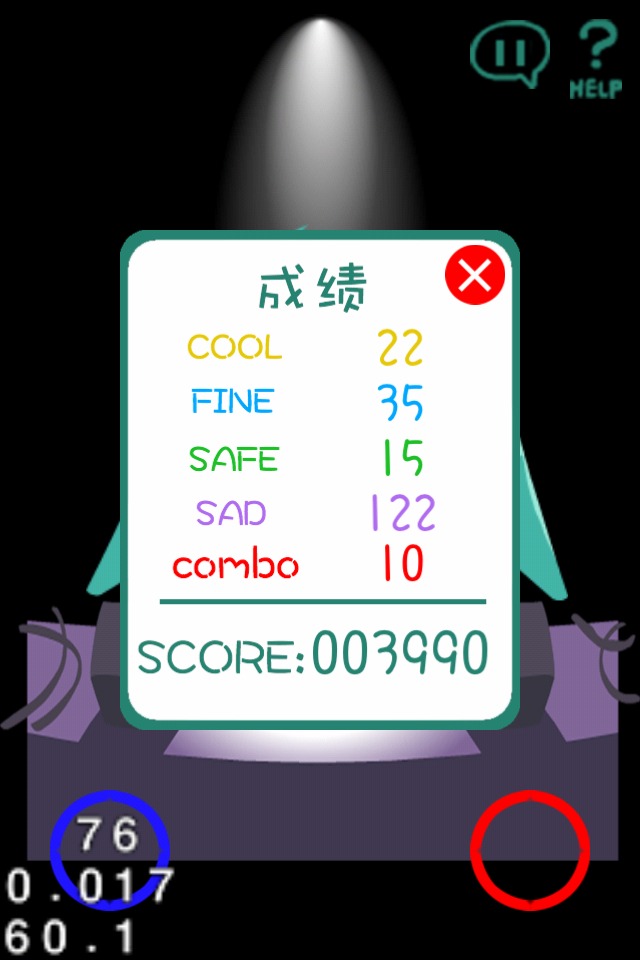 HELP
成绩
COOL 22
FINE 35
SAFE 15
SAD 122
combo 10
SCORE:003990
76
0.017
60.1